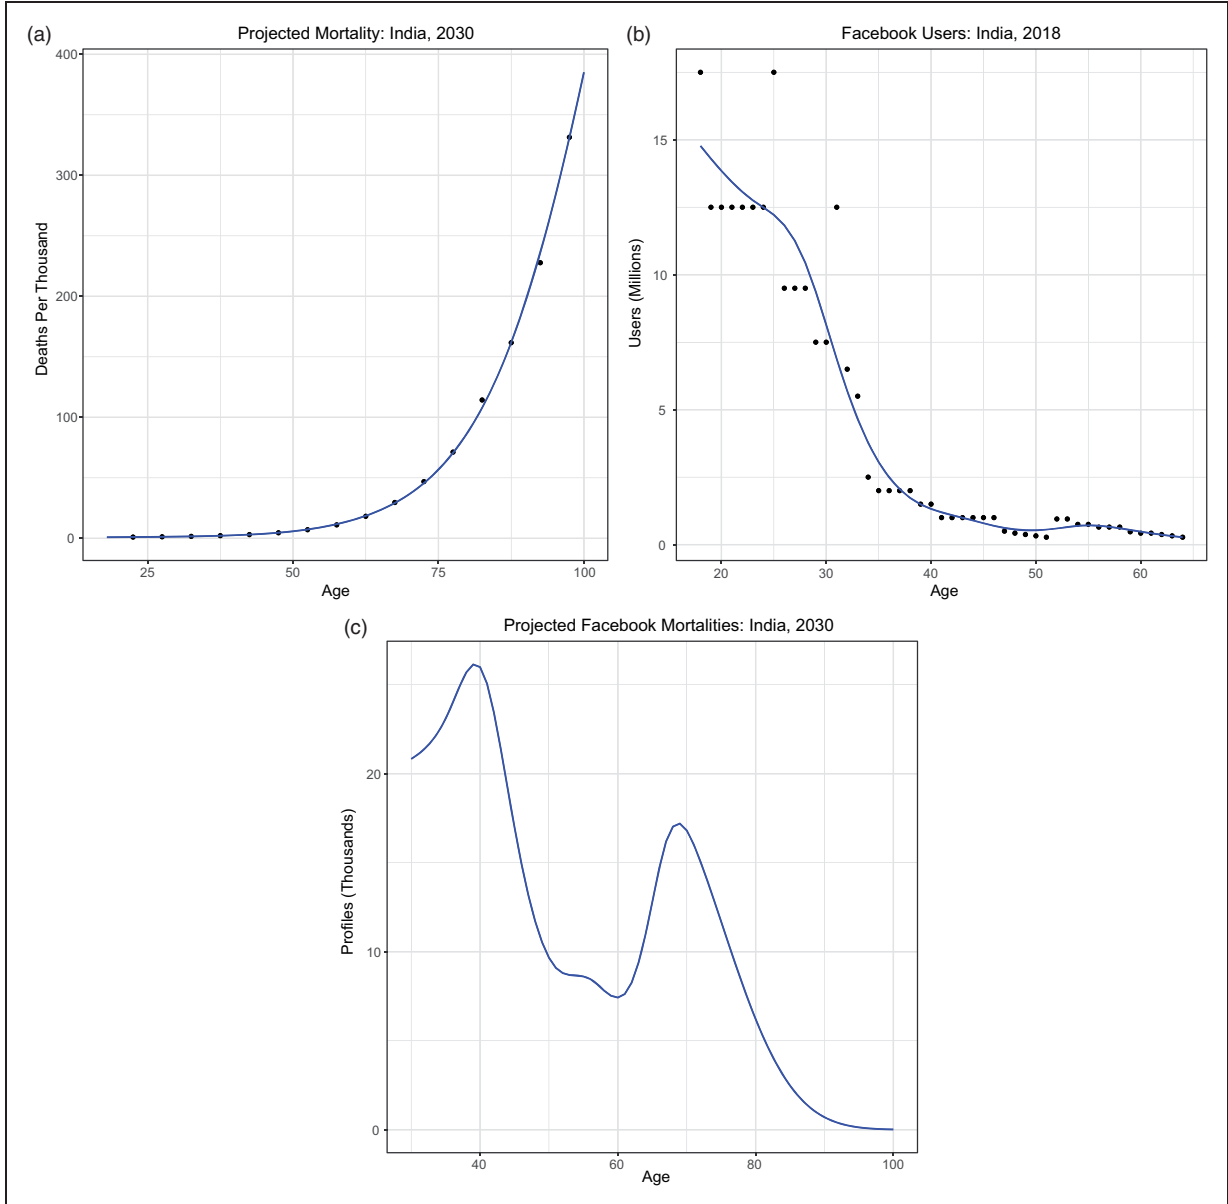 (a)
Projected Mortality: India, 2030
400
300
200
100
0
Deaths Per Thousand
25 50 75 100
Age
(b)
Facebook Users: India, 2018
15
10
5
0
Users (Millions)
20 30 40 50 60
Age
(c)
Projected Facebook Mortalities: India, 2030
20
10
0
Profiles (Thousands)
40 60 80 100
Age